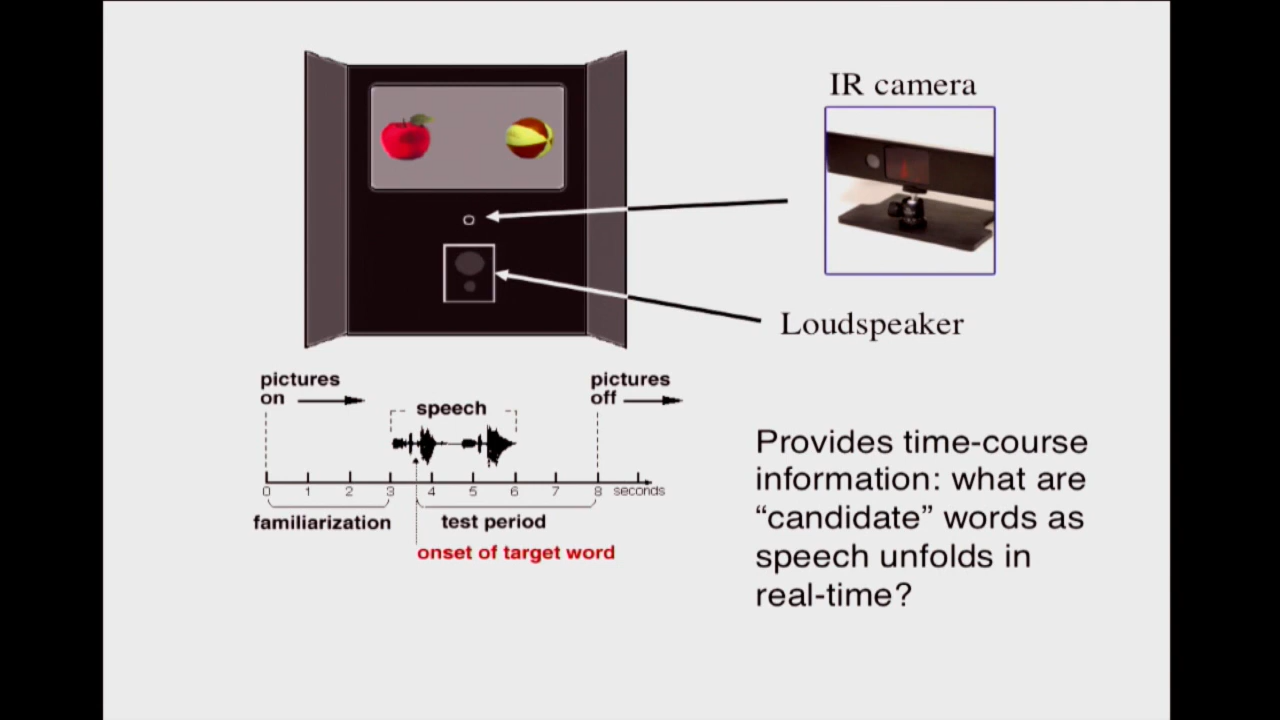 IR camera
Loudspeaker
pictures
on
pictures
off
speech
0 1 2 3 4 5 6 7 8 seconds
familiarization
test period
onset of target word
Provides time-course
information: what are
“candidate” words as
speech unfolds in
real-time?